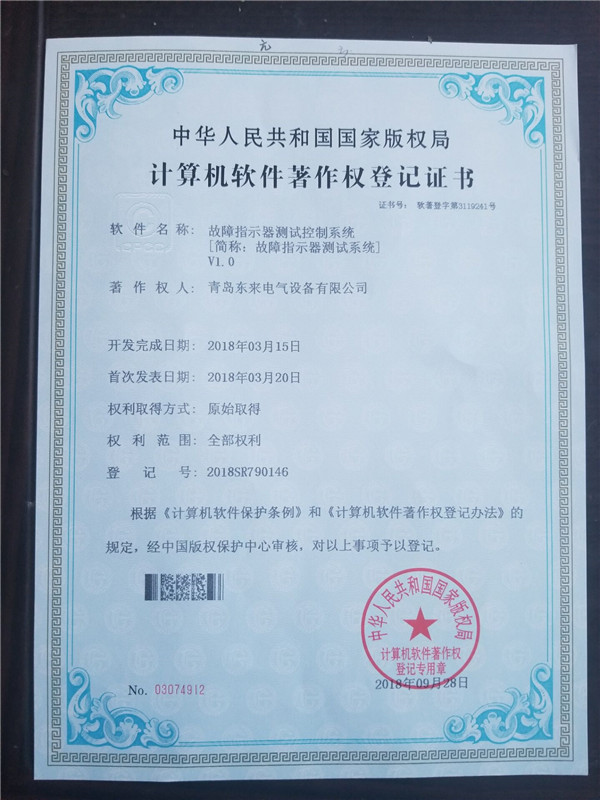 中华人民共和国国家版权局
计算机软件著作权登记证书
证书号： 软著登字第3119241号
软件名称： 故障指示器测试控制系统
[简称：故障指示器测试系统]
V1.0
著作权人： 青岛东来电气设备有限公司
开发完成日期： 2018年03月15日
首次发表日期： 2018年03月20日
权利取得方式： 原始取得
权利范围： 全部权利
登记号： 2018SR790146
根据《计算机软件保护条例》和《计算机软件著作权登记办法》的
规定，经中国版权保护中心审核，对以上事项予以登记。
中华人民共和国国家版权局
计算机软件著作权
登记专用章
2018年09月28日
No. 03074912